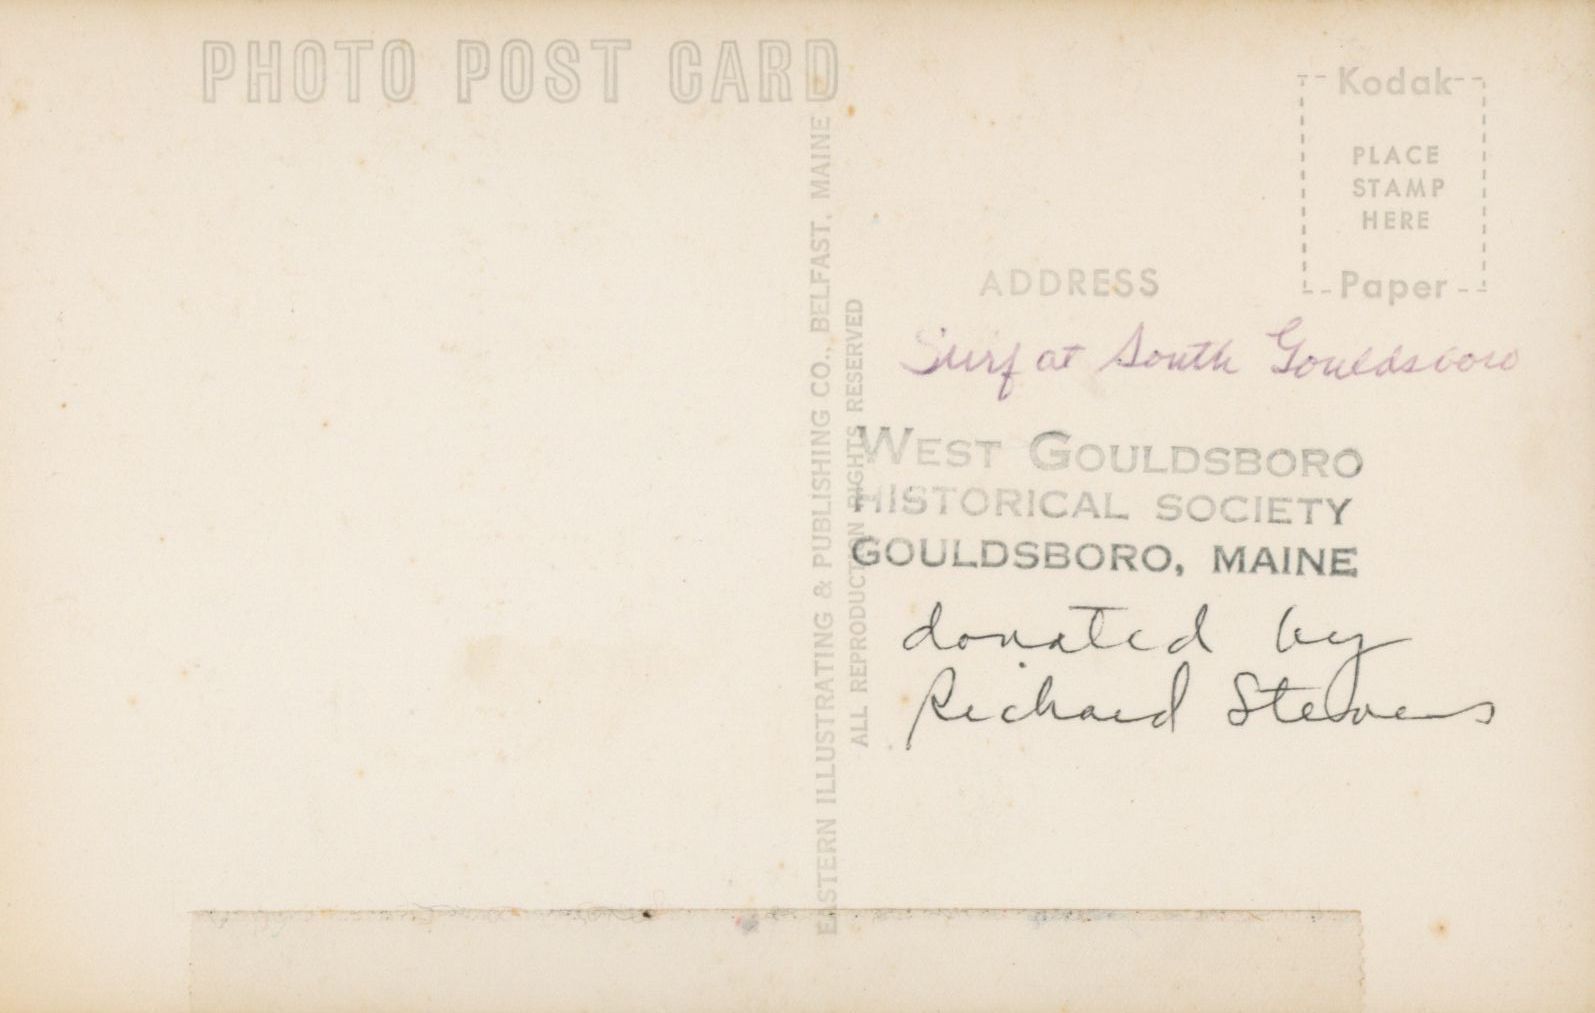 PHOTO POST CARD
EASTERN ILLUSTRATING & PUBLISHING CO., BELFAST, MAINE
ALL REPRODUCTION RIGHTS RESERVED
Kodak
PLACE
STAMP
HERE
Paper
ADDRESS
Surf at South Gouldsboro
WEST GOULDSBORO
HISTORICAL SOCIETY
GOULDSBORO, MAINE
donated by
Richard Stevens